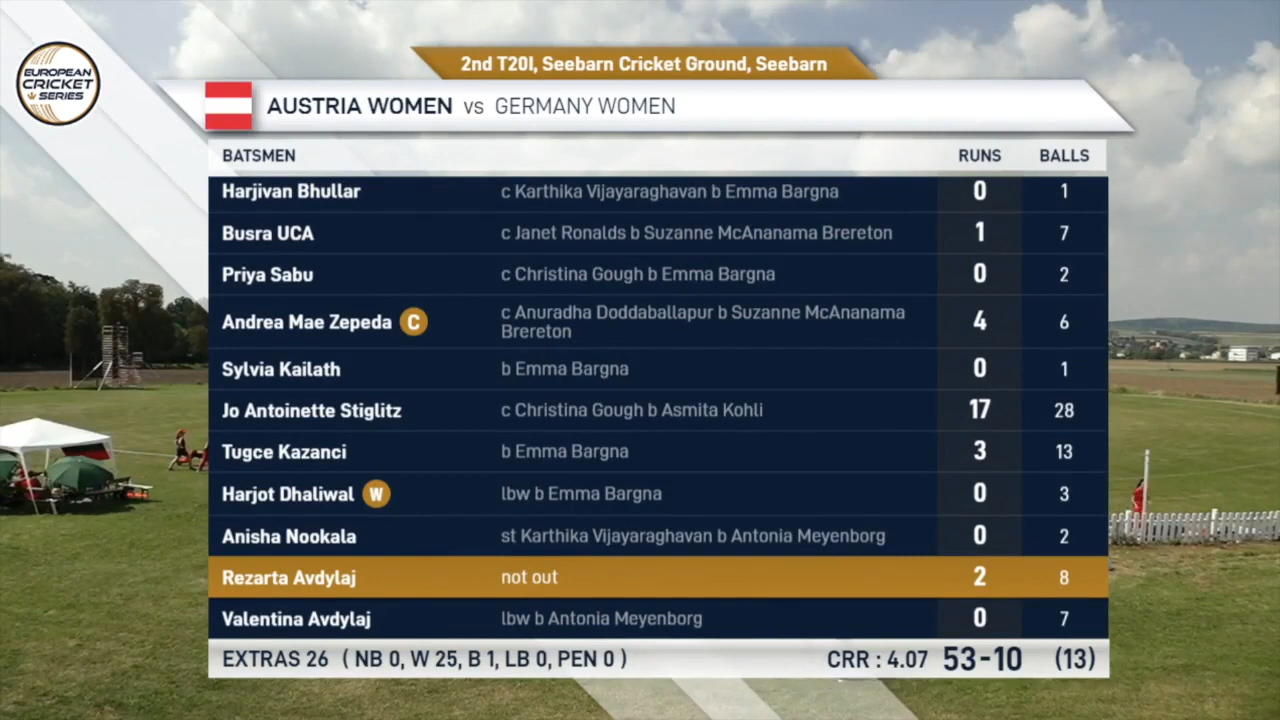 EUROPEAN
CRICKET
SERIES
2nd T20I, Seebarn Cricket Ground, Seebarn
AUSTRIA WOMEN vs GERMANY WOMEN
BATSMEN RUNS BALLS
Harjivan Bhullar c Karthika Vijayaraghavan b Emma Bargna 0 1
Busra UCA c Janet Ronalds b Suzanne McAnanama Brereton 1 7
Priya Sabu c Christina Gough b Emma Bargna 0 2
Andrea Mae Zepeda C c Anuradha Doddaballapur b Suzanne McAnanama Brereton 4 6
Sylvia Kailath b Emma Bargna 0 1
Jo Antoinette Stiglitz c Christina Gough b Asmita Kohli 17 28
Tugce Kazanci b Emma Bargna 3 13
Harjot Dhaliwal W lbw b Emma Bargna 0 3
Anisha Nookala st Karthika Vijayaraghavan b Antonia Meyenborg 0 2
Rezarta Avdylaj not out 2 8
Valentina Avdylaj lbw b Antonia Meyenborg 0 7
EXTRAS 26 ( NB 0, W 25, B 1, LB 0, PEN 0 ) CRR : 4.07 53-10 (13)